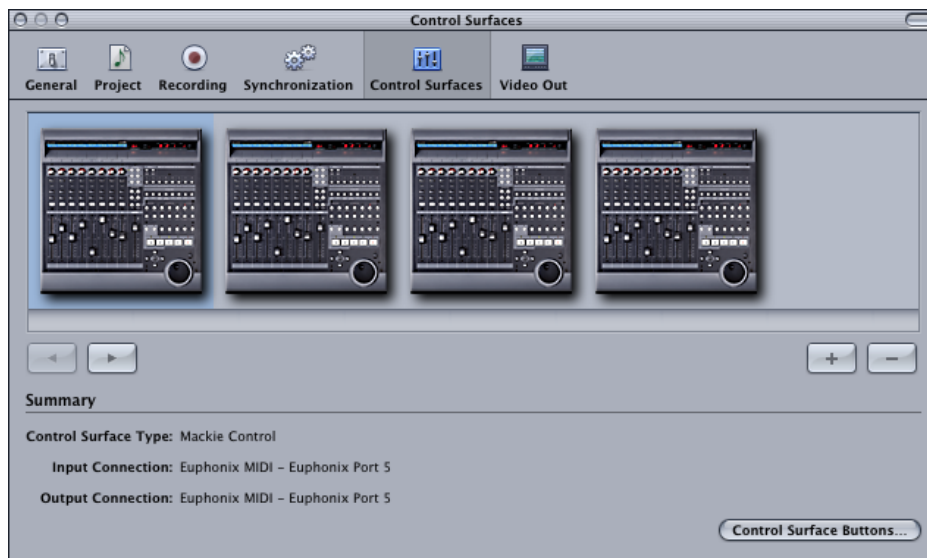 Control Surfaces
General Project Recording Synchronization Control Surfaces Video Out
Summary
Control Surface Type: Mackie Control
Input Connection: Euphonix MIDI – Euphonix Port 5
Output Connection: Euphonix MIDI – Euphonix Port 5
Control Surface Buttons...